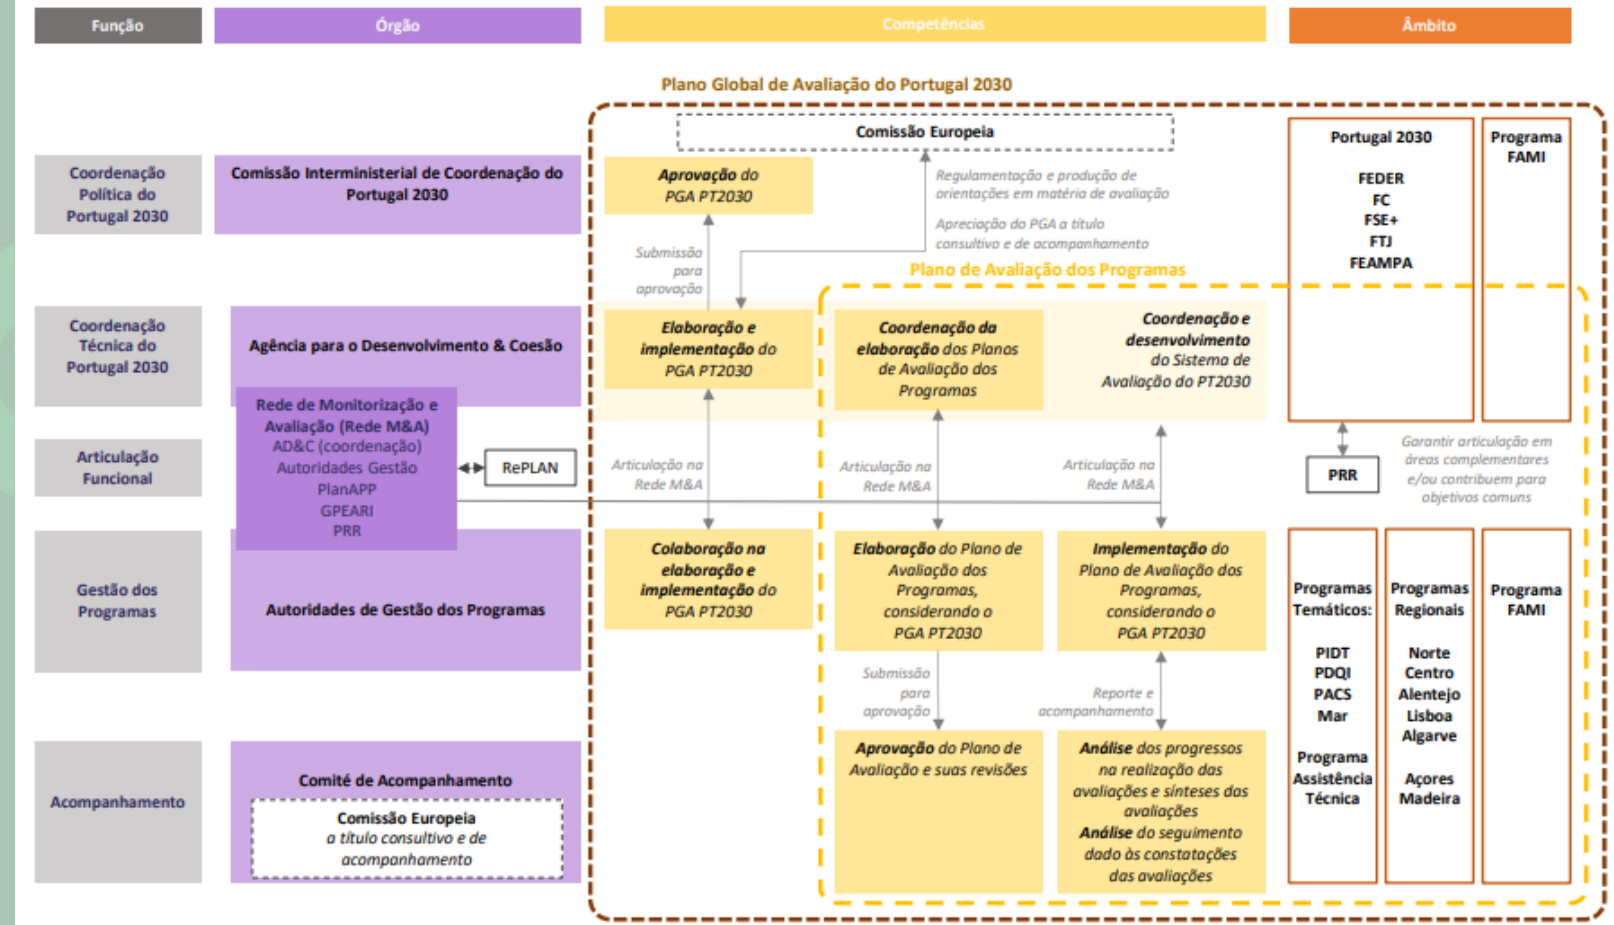 Função
Órgão
Competências
Âmbito
Plano Global de Avaliação do Portugal 2030
Comissão Europeia
Coordenação
Política do
Portugal 2030
Comissão Interministerial de Coordenação do
Portugal 2030
Aprovação do
PGA PT2030
Regulamentação e produção de
orientações em matéria de avaliação
Apreciação do PGA a título
consultivo e de acompanhamento
Submissão
para
aprovação
Portugal 2030
FEDER
FC
FSE+
FTJ
FEAMPA
Programa
FAMI
Plano de Avaliação dos Programas
Coordenação
Técnica do
Portugal 2030
Agência para o Desenvolvimento & Coesão
Elaboração e
implementação do
PGA PT2030
Coordenação da
elaboração dos Planos
de Avaliação dos
Programas
Coordenação e
desenvolvimento
do Sistema de
Avaliação do PT2030
Articulação
Funcional
Rede de Monitorização e
Avaliação (Rede M&A)
AD&C (coordenação)
Autoridades Gestão
PlanAPP
GPEARI
PRR
RePLAN
Articulação na
Rede M&A
Articulação na
Rede M&A
Articulação na
Rede M&A
PRR
Garantir articulação em
áreas complementares
e/ou contribuem para
objetivos comuns
Gestão dos
Programas
Autoridades de Gestão dos Programas
Colaboração na
elaboração e
implementação do
PGA PT2030
Elaboração do Plano de
Avaliação dos
Programas,
considerando o
PGA PT2030
Implementação do
Plano de Avaliação dos
Programas,
considerando o
PGA PT2030
Submissão
para
aprovação
Reporte e
acompanhamento
Programas
Temáticos:
PIDT
PDQI
PACS
Mar
Programa
Assistência
Técnica
Programas
Regionais
Norte
Centro
Alentejo
Lisboa
Algarve
Açores
Madeira
Programa
FAMI
Acompanhamento
Comité de Acompanhamento
Comissão Europeia
a título consultivo e de
acompanhamento
Aprovação do Plano de
Avaliação e suas revisões
Análise dos progressos
na realização das
avaliações e sínteses das
avaliações
Análise do seguimento
dado às constatações
das avaliações